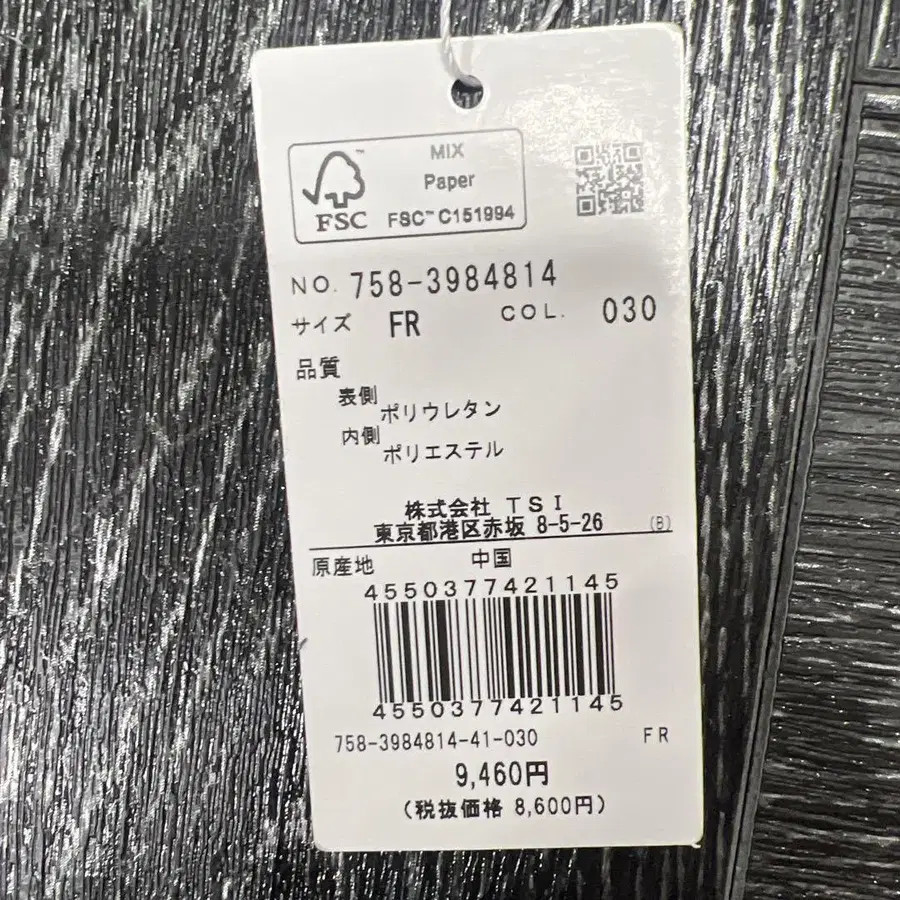 MIX
Paper
FSC™ C151994
FSC
NO. 758-3984814
サイズ FR COL. 030
品質
表側
ポリウレタン
内側
ポリエステル
株式会社 TSI
東京都港区赤坂 8-5-26 (B)
原産地 中国
4550377421145
4550377421145
758-3984814-41-030 FR
9,460円
(税抜価格 8,600円)